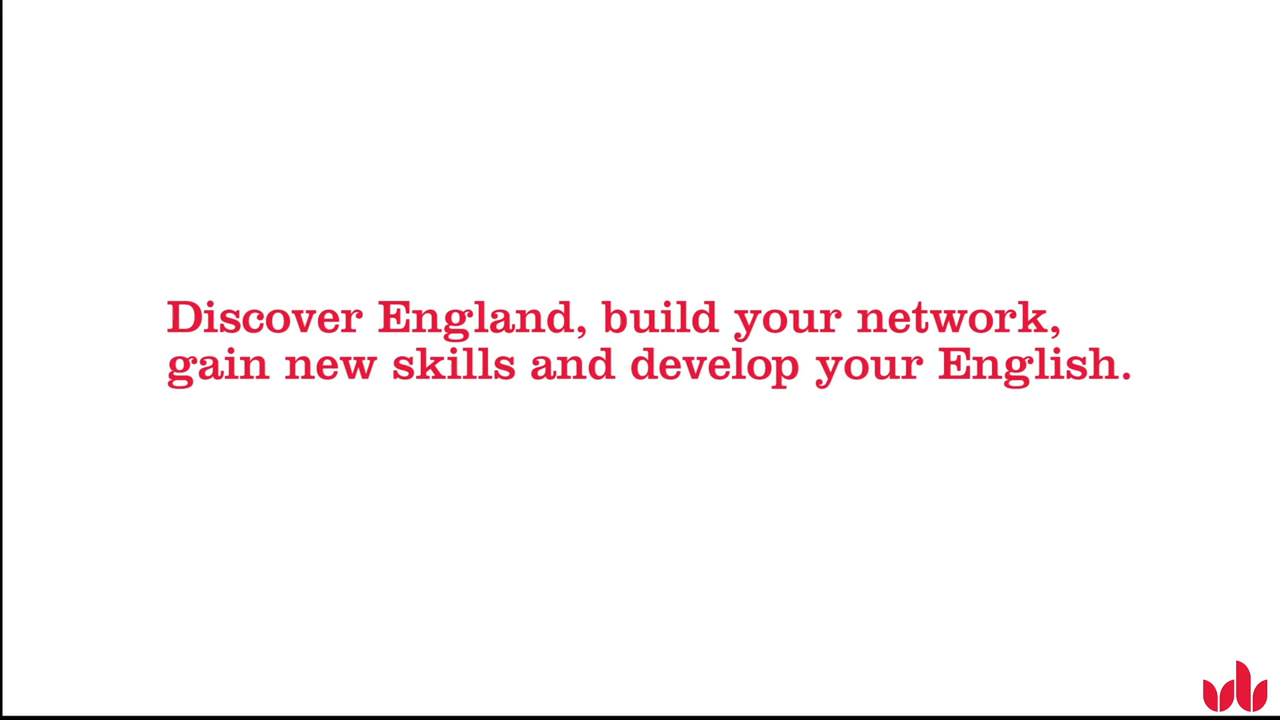 Discover England, build your network,
gain new skills and develop your English.